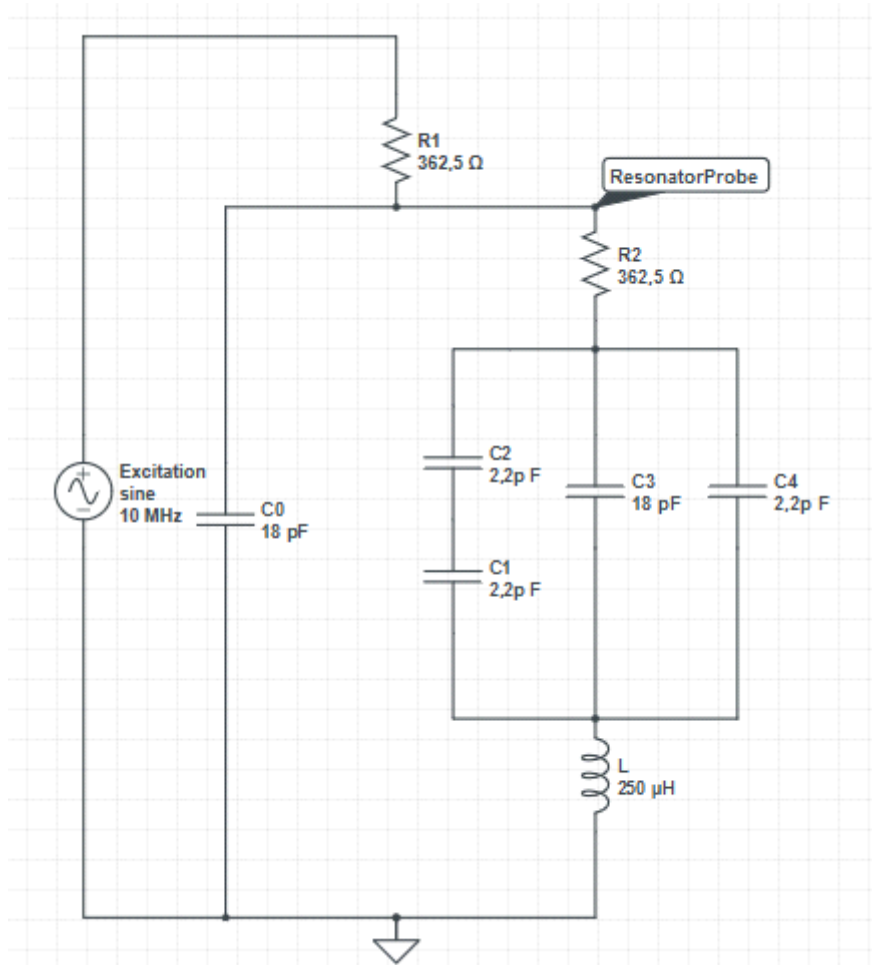 R1
362,5 Ω
ResonatorProbe
R2
362,5 Ω
C2
2,2p F
Excitation
sine
10 MHz
C0
18 pF
C3
18 pF
C4
2,2p F
C1
2,2p F
L
250 µH